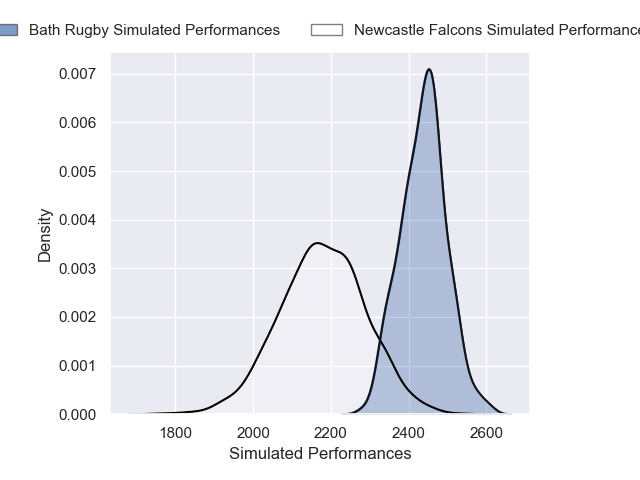 Bath Rugby Simulated Performances
Newcastle Falcons Simulated Performance
0.007
0.006
0.005
0.004
0.003
0.002
0.001
0.000
Density
1800 2000 2200 2400 2600
Simulated Performances